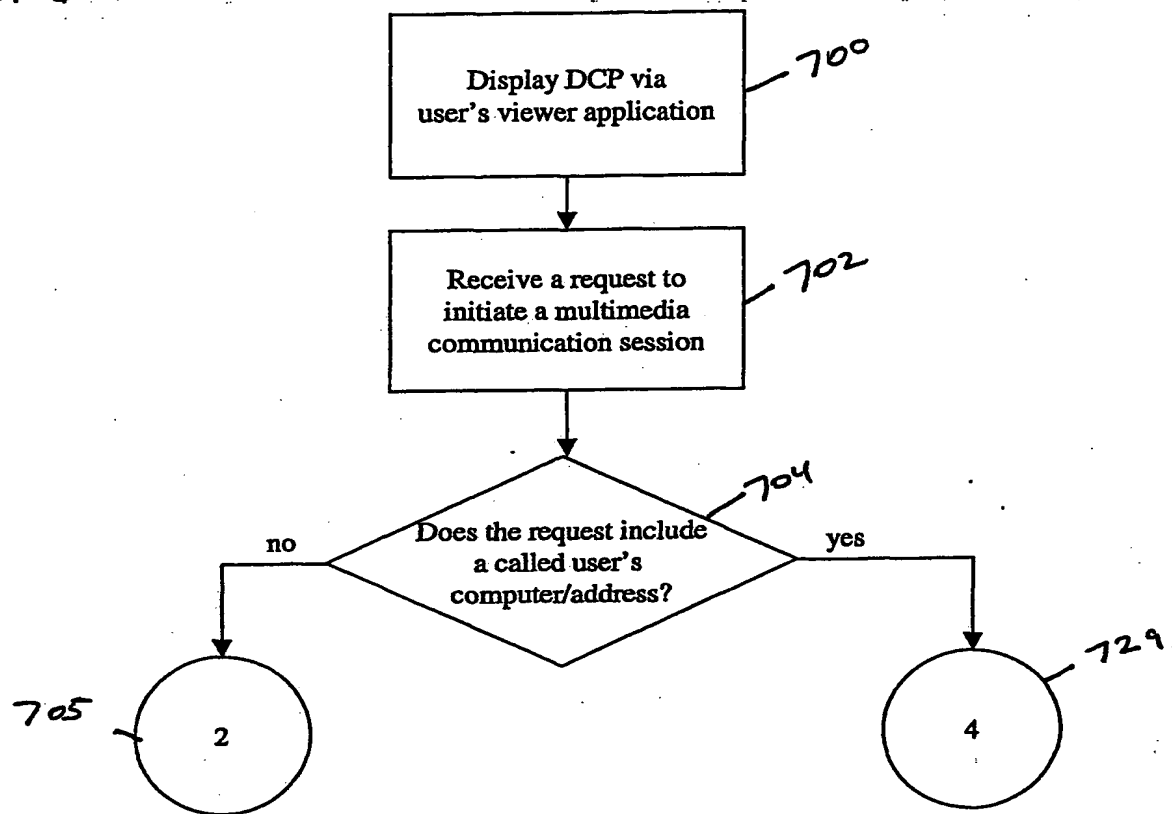 Display DCP via
user's viewer application
700
Receive a request to
initiate a multimedia
communication session
702
704
Does the request include
a called user's
computer/address?
no
yes
705
2
4
729